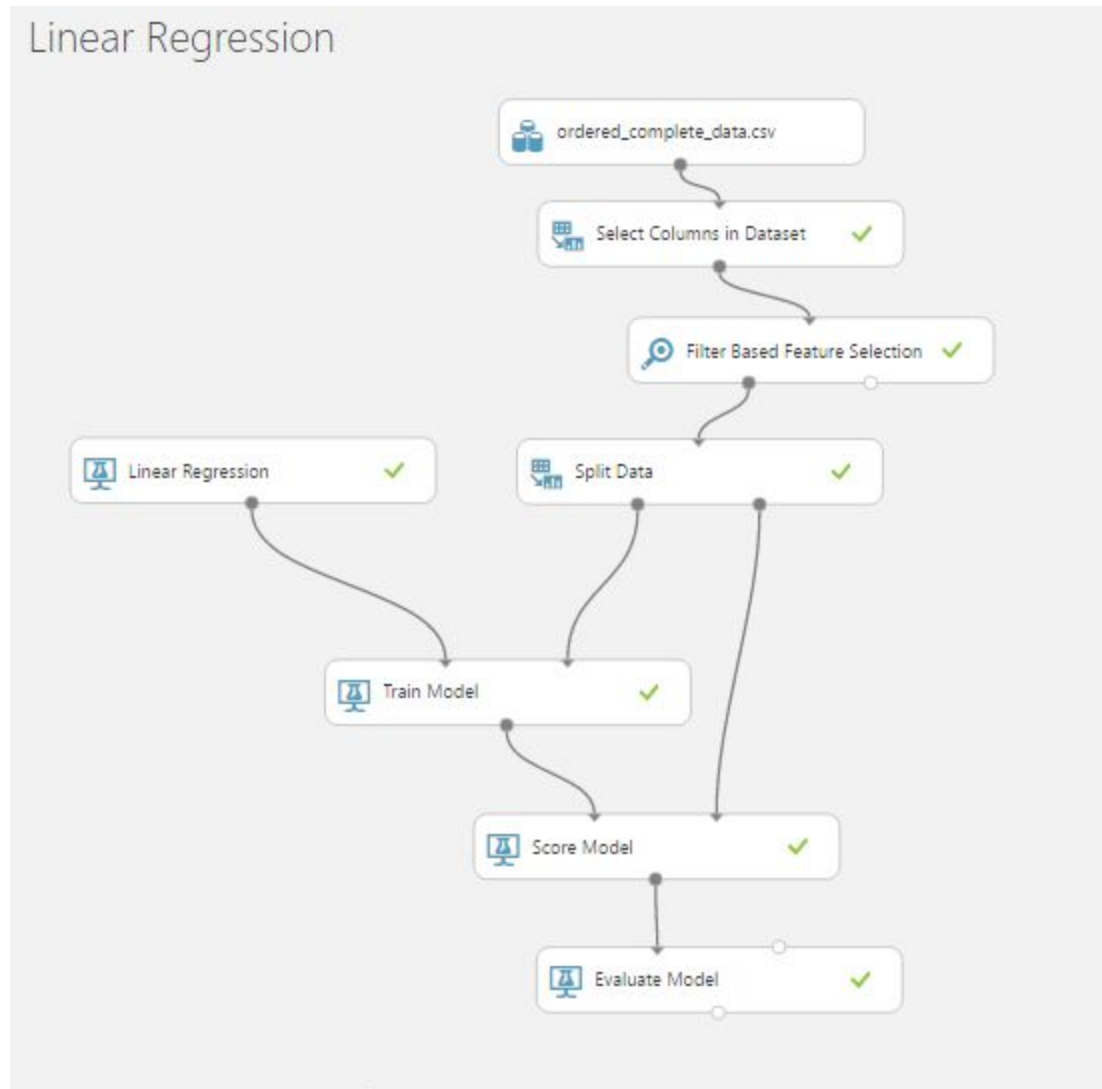 Linear Regression
ordered_complete_data.csv
Select Columns in Dataset
Filter Based Feature Selection
Linear Regression
Split Data
Train Model
Score Model
Evaluate Model